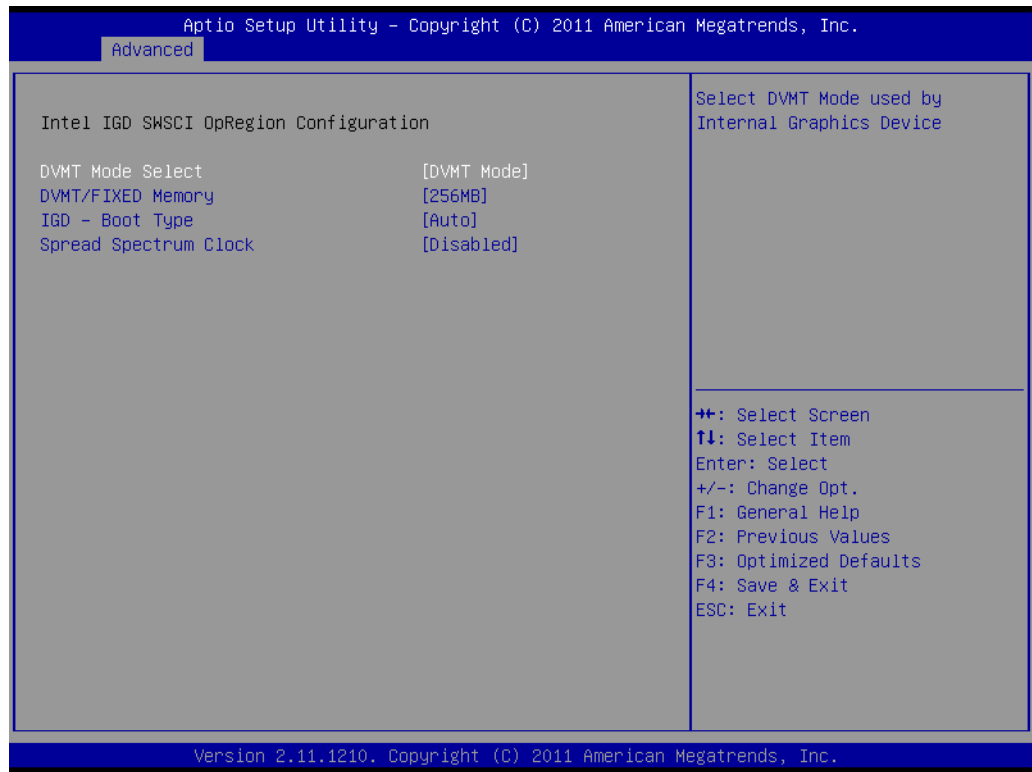 Aptio Setup Utility – Copyright (C) 2011 American Megatrends, Inc.
Advanced
Intel IGD SWSCI OpRegion Configuration
DVMT Mode Select [DVMT Mode]
DVMT/FIXED Memory [256MB]
IGD – Boot Type [Auto]
Spread Spectrum Clock [Disabled]
Select DVMT Mode used by
Internal Graphics Device
→←: Select Screen
↑↓: Select Item
Enter: Select
+/-: Change Opt.
F1: General Help
F2: Previous Values
F3: Optimized Defaults
F4: Save & Exit
ESC: Exit
Version 2.11.1210. Copyright (C) 2011 American Megatrends, Inc.